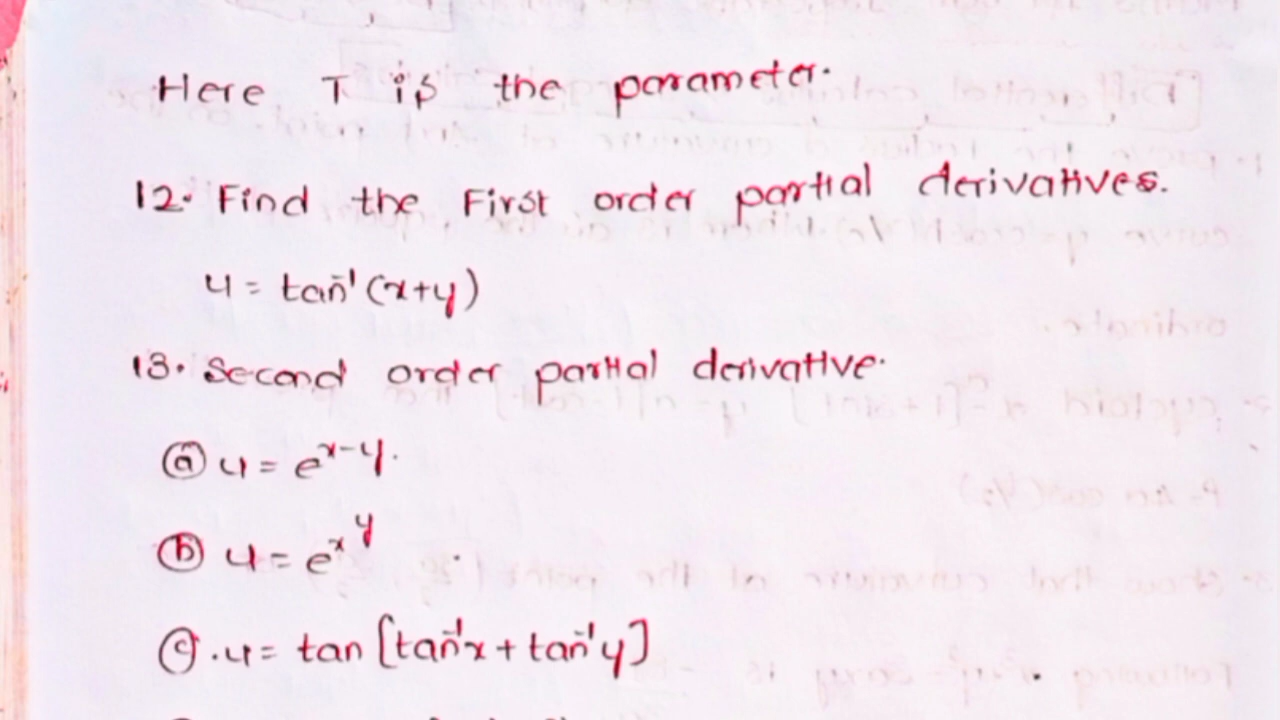 Here T is the parameter.
12. Find the First order partial derivatives.
u = tan⁻¹(x+y)
13. Second order partial derivative.
ⓐ u = e^{x-y}.
ⓑ u = e^{x^y}
ⓒ. u = tan [tan⁻¹x + tan⁻¹y]